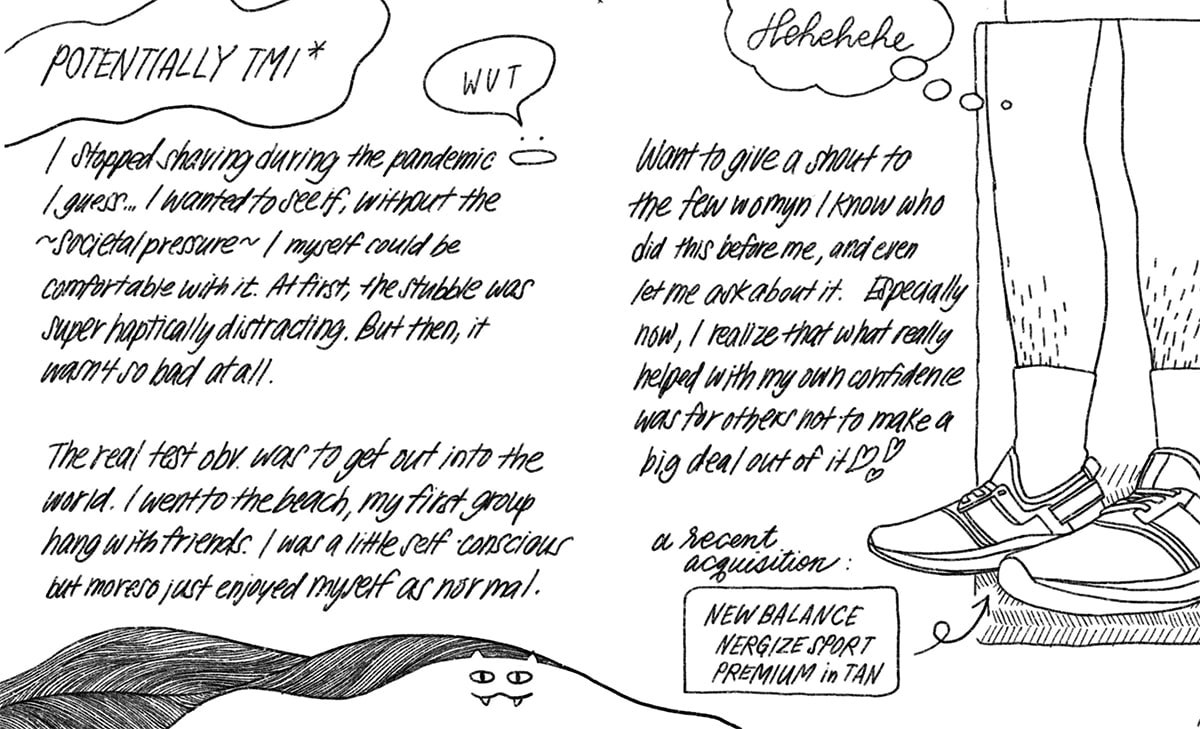 POTENTIALLY TMI*
WUT
I stopped shaving during the pandemic
I guess... I wanted to see if, without the
~societal pressure~ I myself could be
comfortable with it. At first, the stubble was
super haptically distracting. But then, it
wasn't so bad at all.
The real test obv. was to get out into the
world. I went to the beach, my first group
hang with friends. I was a little self-conscious
but moreso just enjoyed myself as normal.
Hehehehe
Want to give a shout to
the few womyn I know who
did this before me, and even
let me ask about it. Especially
now, I realize that what really
helped with my own confidence
was for others not to make a
big deal out of it ♡♡♡
a recent
acquisition:
NEW BALANCE
NERGIZE SPORT
PREMIUM in TAN